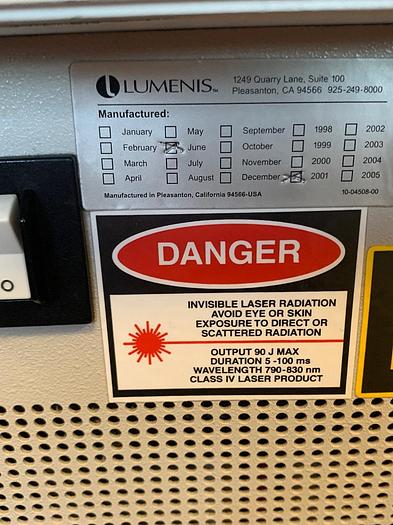 LUMENIS™
1249 Quarry Lane, Suite 100
Pleasanton, CA 94566 925-249-8000
Manufactured:
January May September 1998 2002
February June October 1999 2003
March July November 2000 2004
April August December 2001 2005
Manufactured in Pleasanton, California 94566-USA 10-04508-00
DANGER
INVISIBLE LASER RADIATION
AVOID EYE OR SKIN
EXPOSURE TO DIRECT OR
SCATTERED RADIATION
OUTPUT 90 J MAX
DURATION 5 -100 ms
WAVELENGTH 790-830 nm
CLASS IV LASER PRODUCT
O